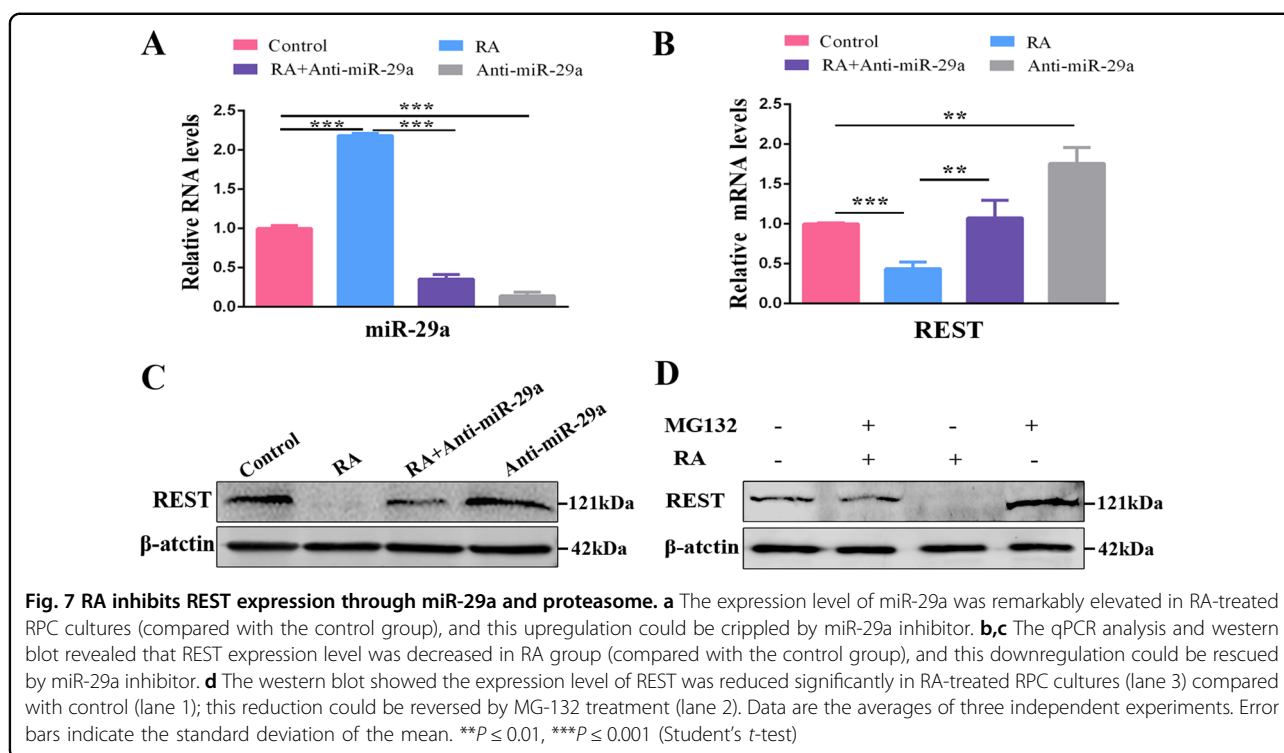 A
Control
RA
RA+Anti-miR-29a
Anti-miR-29a
Relative RNA levels
2.5
2.0
1.5
1.0
0.5
0.0
***
***
***
miR-29a
B
Control
RA
RA+Anti-miR-29a
Anti-miR-29a
Relative mRNA levels
2.5
2.0
1.5
1.0
0.5
0.0
**
**
***
REST
C
Control
RA
RA+Anti-miR-29a
Anti-miR-29a
REST
121kDa
β-atctin
42kDa
D
MG132 - + - +
RA - + + -
REST
121kDa
β-atctin
42kDa
Fig. 7 RA inhibits REST expression through miR-29a and proteasome. a The expression level of miR-29a was remarkably elevated in RA-treated
RPC cultures (compared with the control group), and this upregulation could be crippled by miR-29a inhibitor. b,c The qPCR analysis and western
blot revealed that REST expression level was decreased in RA group (compared with the control group), and this downregulation could be rescued
by miR-29a inhibitor. d The western blot showed the expression level of REST was reduced significantly in RA-treated RPC cultures (lane 3) compared
with control (lane 1); this reduction could be reversed by MG-132 treatment (lane 2). Data are the averages of three independent experiments. Error
bars indicate the standard deviation of the mean. **P ≤ 0.01, ***P ≤ 0.001 (Student's t-test)